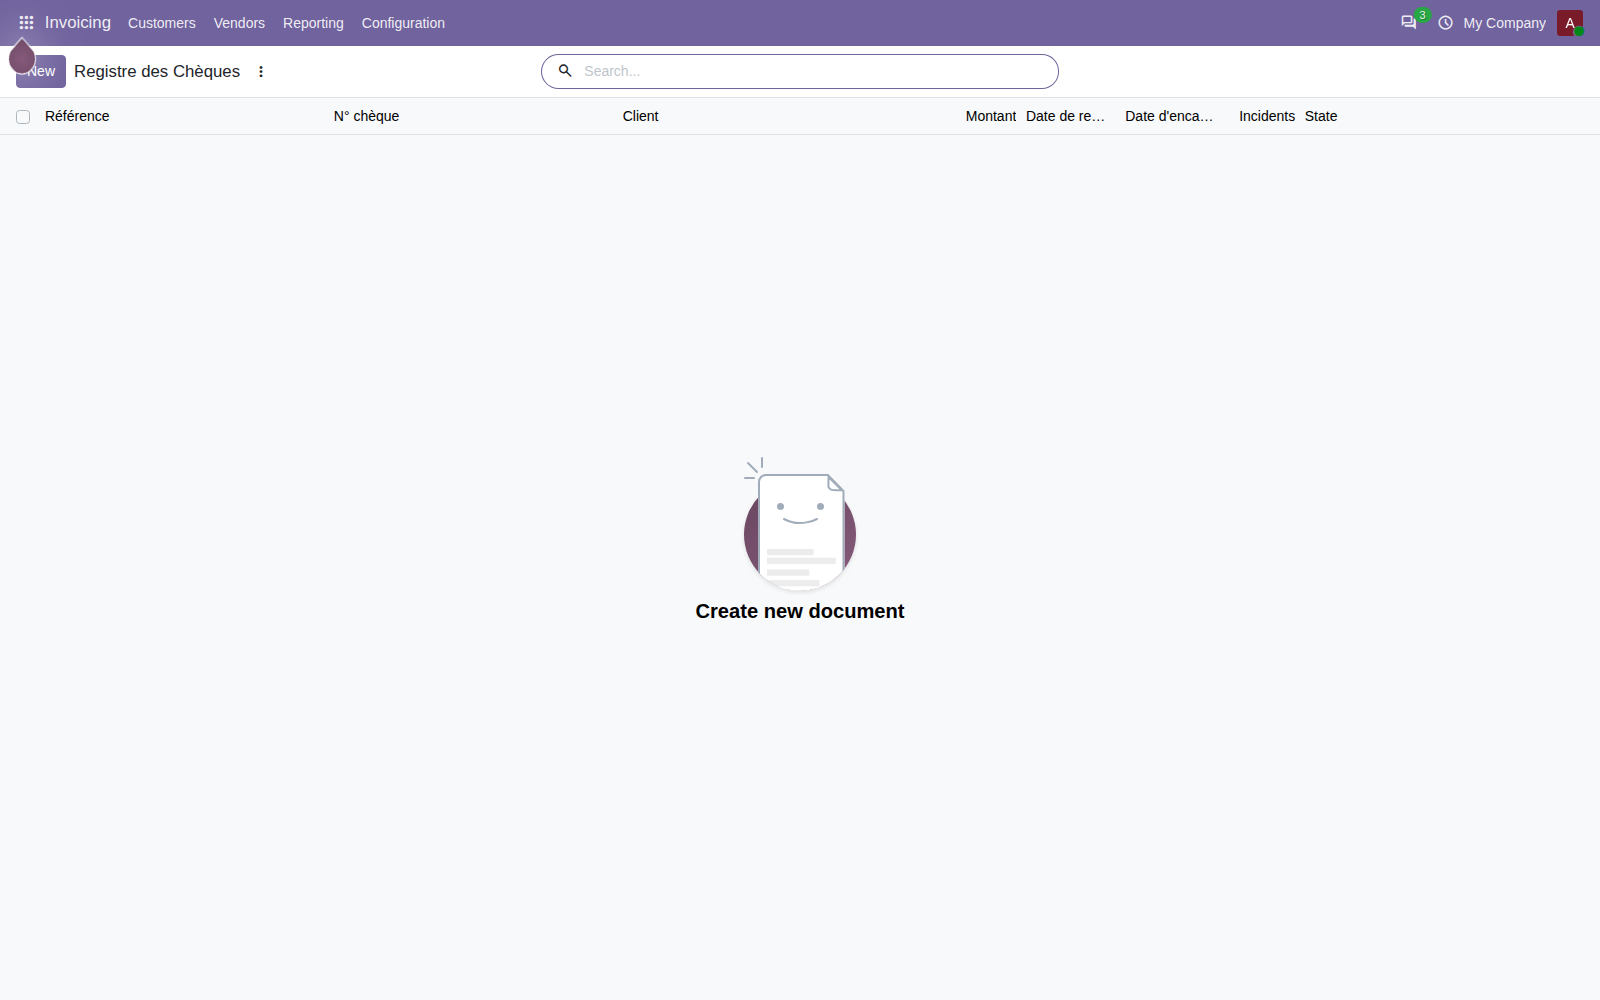 Invoicing Customers Vendors Reporting Configuration 3 My Company A
New Registre des Chèques Search...
Référence N° chèque Client Montant Date de re… Date d'enca… Incidents State
Create new document